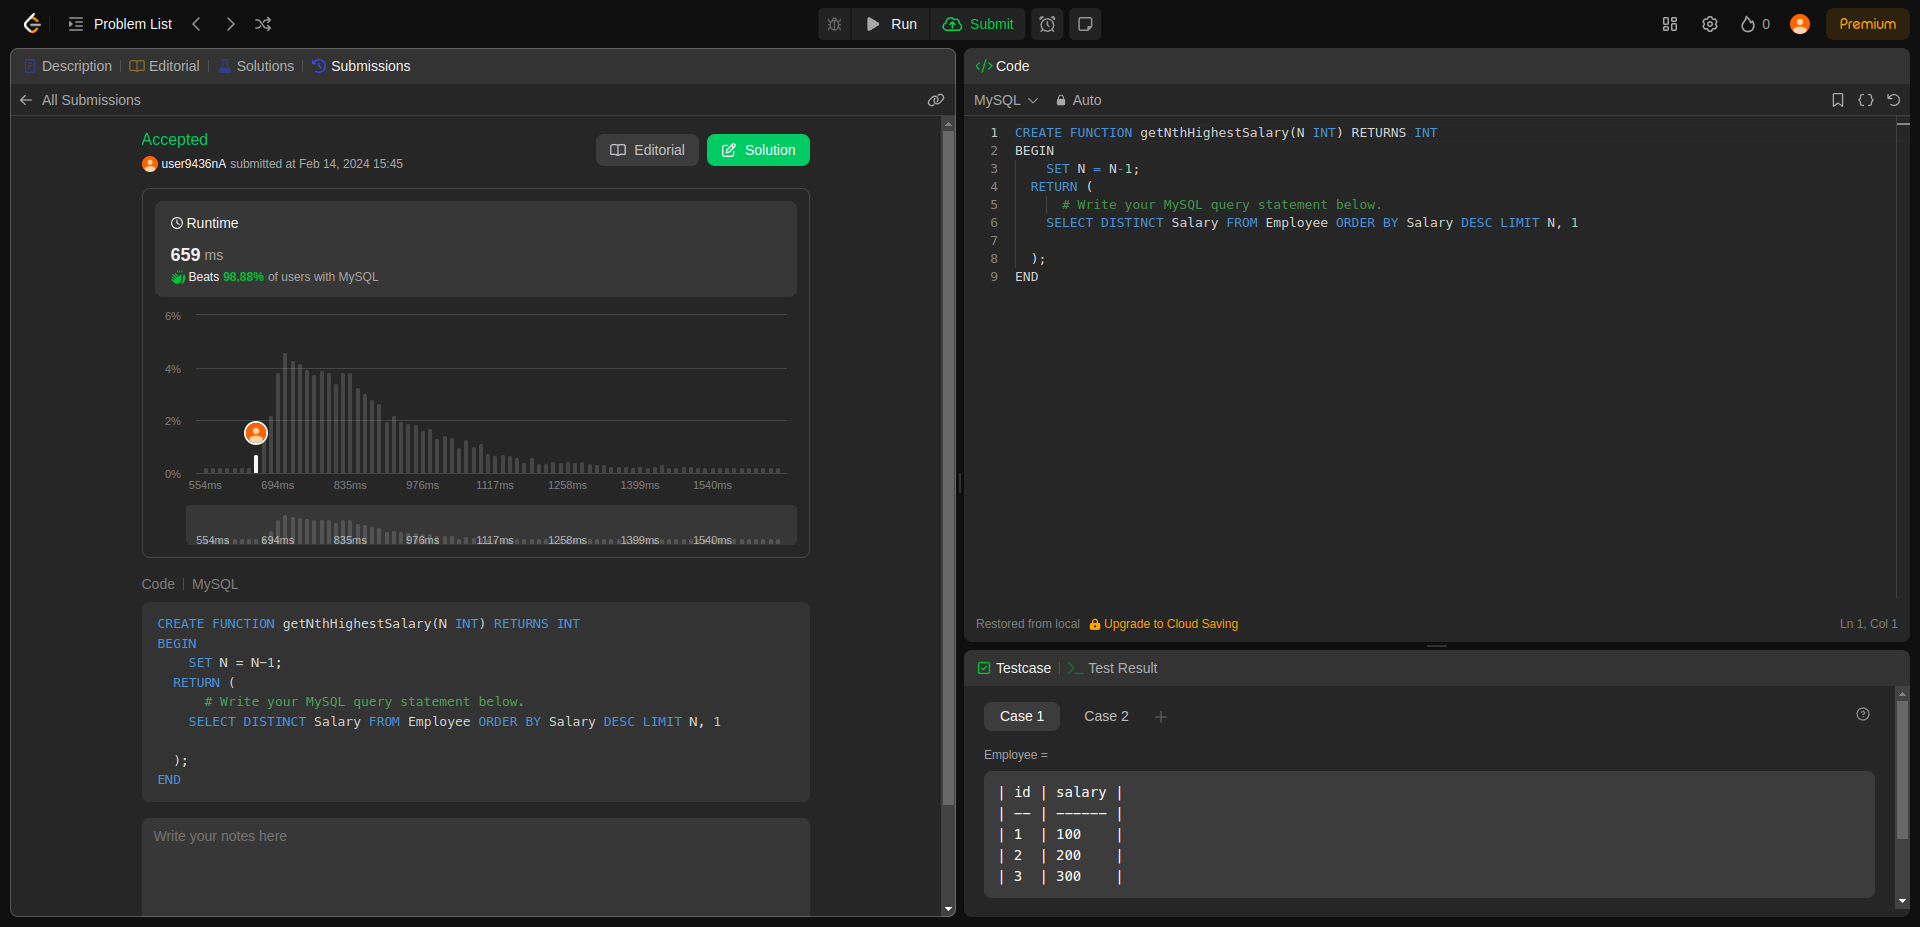 Problem List
Run
Submit
0
Premium
Description
Editorial
Solutions
Submissions
All Submissions
Accepted
user9436nA submitted at Feb 14, 2024 15:45
Editorial
Solution
Runtime
659 ms
Beats 98.88% of users with MySQL
6%
4%
2%
0%
554ms 694ms 835ms 976ms 1117ms 1258ms 1399ms 1540ms
554ms 694ms 835ms 976ms 1117ms 1258ms 1399ms 1540ms
Code | MySQL
CREATE FUNCTION getNthHighestSalary(N INT) RETURNS INT
BEGIN
SET N = N-1;
RETURN (
# Write your MySQL query statement below.
SELECT DISTINCT Salary FROM Employee ORDER BY Salary DESC LIMIT N, 1
);
END
Write your notes here
</> Code
MySQL
Auto
1 CREATE FUNCTION getNthHighestSalary(N INT) RETURNS INT
2 BEGIN
3 SET N = N-1;
4 RETURN (
5 # Write your MySQL query statement below.
6 SELECT DISTINCT Salary FROM Employee ORDER BY Salary DESC LIMIT N, 1
7
8 );
9 END
Restored from local
Upgrade to Cloud Saving
Ln 1, Col 1
Testcase
>_ Test Result
Case 1
Case 2
+
Employee =
| id | salary |
| -- | ------ |
| 1 | 100 |
| 2 | 200 |
| 3 | 300 |